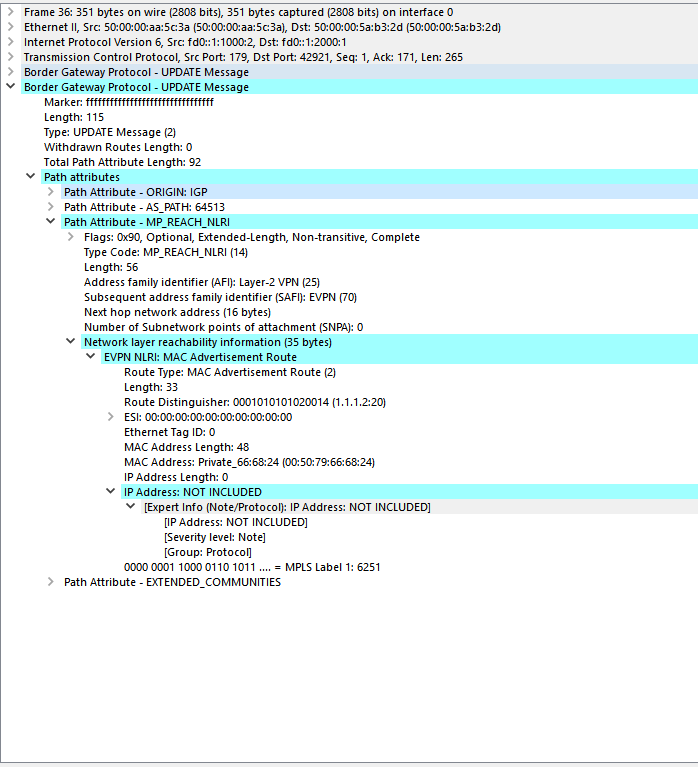 Frame 36: 351 bytes on wire (2808 bits), 351 bytes captured (2808 bits) on interface 0
Ethernet II, Src: 50:00:00:aa:5c:3a (50:00:00:aa:5c:3a), Dst: 50:00:00:5a:b3:2d (50:00:00:5a:b3:2d)
Internet Protocol Version 6, Src: fd0::1:1000:2, Dst: fd0::1:2000:1
Transmission Control Protocol, Src Port: 179, Dst Port: 42921, Seq: 1, Ack: 171, Len: 265
Border Gateway Protocol - UPDATE Message
Border Gateway Protocol - UPDATE Message
Marker: ffffffffffffffffffffffffffffffff
Length: 115
Type: UPDATE Message (2)
Withdrawn Routes Length: 0
Total Path Attribute Length: 92
Path attributes
Path Attribute - ORIGIN: IGP
Path Attribute - AS_PATH: 64513
Path Attribute - MP_REACH_NLRI
Flags: 0x90, Optional, Extended-Length, Non-transitive, Complete
Type Code: MP_REACH_NLRI (14)
Length: 56
Address family identifier (AFI): Layer-2 VPN (25)
Subsequent address family identifier (SAFI): EVPN (70)
Next hop network address (16 bytes)
Number of Subnetwork points of attachment (SNPA): 0
Network layer reachability information (35 bytes)
EVPN NLRI: MAC Advertisement Route
Route Type: MAC Advertisement Route (2)
Length: 33
Route Distinguisher: 0001010101020014 (1.1.1.2:20)
ESI: 00:00:00:00:00:00:00:00:00:00
Ethernet Tag ID: 0
MAC Address Length: 48
MAC Address: Private_66:68:24 (00:50:79:66:68:24)
IP Address Length: 0
IP Address: NOT INCLUDED
[Expert Info (Note/Protocol): IP Address: NOT INCLUDED]
[IP Address: NOT INCLUDED]
[Severity level: Note]
[Group: Protocol]
0000 0001 1000 0110 1011 .... = MPLS Label 1: 6251
Path Attribute - EXTENDED_COMMUNITIES